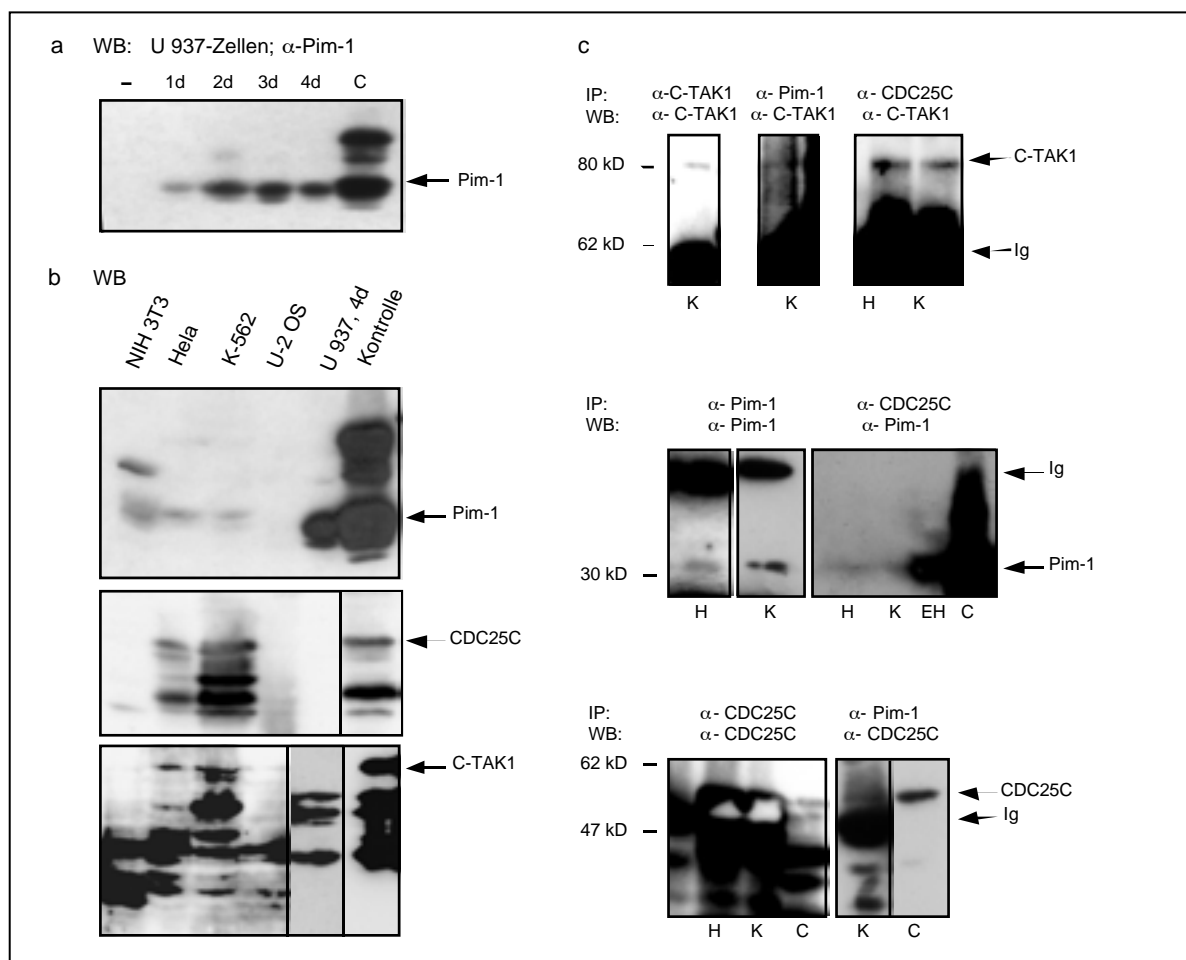 a WB: U 937-Zellen; α-Pim-1
– 1d 2d 3d 4d C
Pim-1
b WB
NIH 3T3 Hela K-562 U-2 OS U 937, 4d Kontrolle
Pim-1
CDC25C
C-TAK1
c
IP: α-C-TAK1 α- Pim-1 α- CDC25C
WB: α- C-TAK1 α- C-TAK1 α- C-TAK1
80 kD C-TAK1
62 kD Ig
K K H K
IP: α- Pim-1 α- CDC25C
WB: α- Pim-1 α- Pim-1
Ig
30 kD Pim-1
H K H K EH C
IP: α- CDC25C α- Pim-1
WB: α- CDC25C α- CDC25C
62 kD
CDC25C
Ig
47 kD
H K C K C